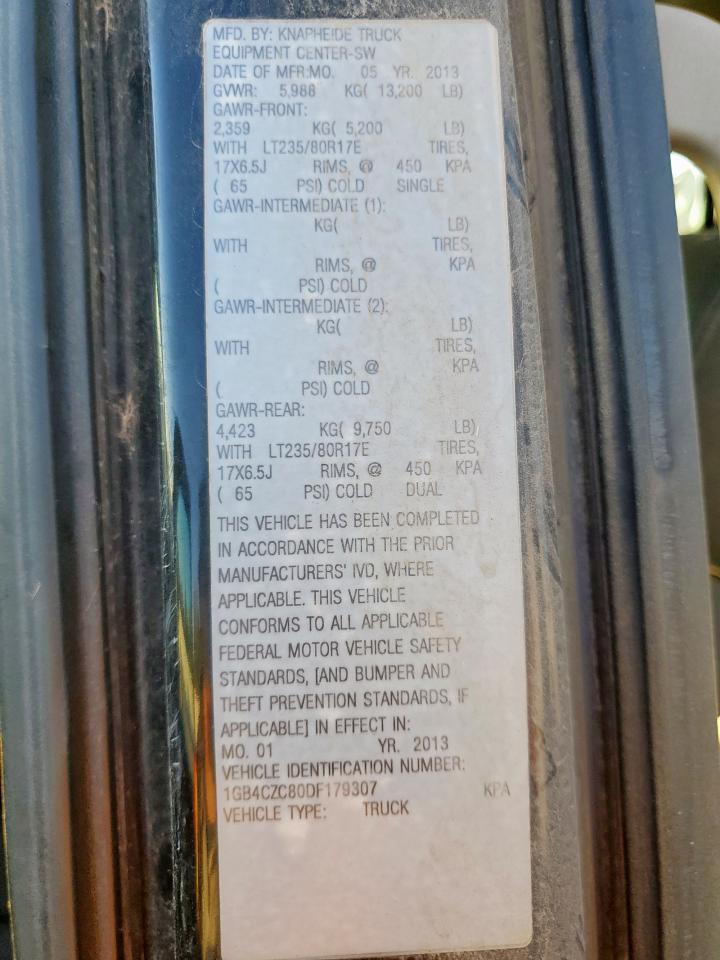 MFD. BY: KNAPHEIDE TRUCK
EQUIPMENT CENTER-SW
DATE OF MFR:MO. 05 YR. 2013
GVWR: 5,988 KG( 13,200 LB)
GAWR-FRONT:
2,359 KG( 5,200 LB)
WITH LT235/80R17E TIRES,
17X6.5J RIMS, @ 450 KPA
( 65 PSI) COLD SINGLE
GAWR-INTERMEDIATE (1):
KG( LB)
WITH TIRES,
RIMS, @ KPA
( PSI) COLD
GAWR-INTERMEDIATE (2):
KG( LB)
WITH TIRES,
RIMS, @ KPA
( PSI) COLD
GAWR-REAR:
4,423 KG( 9,750 LB)
WITH LT235/80R17E TIRES,
17X6.5J RIMS, @ 450 KPA
( 65 PSI) COLD DUAL
THIS VEHICLE HAS BEEN COMPLETED
IN ACCORDANCE WITH THE PRIOR
MANUFACTURERS' IVD, WHERE
APPLICABLE. THIS VEHICLE
CONFORMS TO ALL APPLICABLE
FEDERAL MOTOR VEHICLE SAFETY
STANDARDS, [AND BUMPER AND
THEFT PREVENTION STANDARDS, IF
APPLICABLE] IN EFFECT IN:
MO. 01 YR. 2013
VEHICLE IDENTIFICATION NUMBER:
1GB4CZC80DF179307 KPA
VEHICLE TYPE: TRUCK